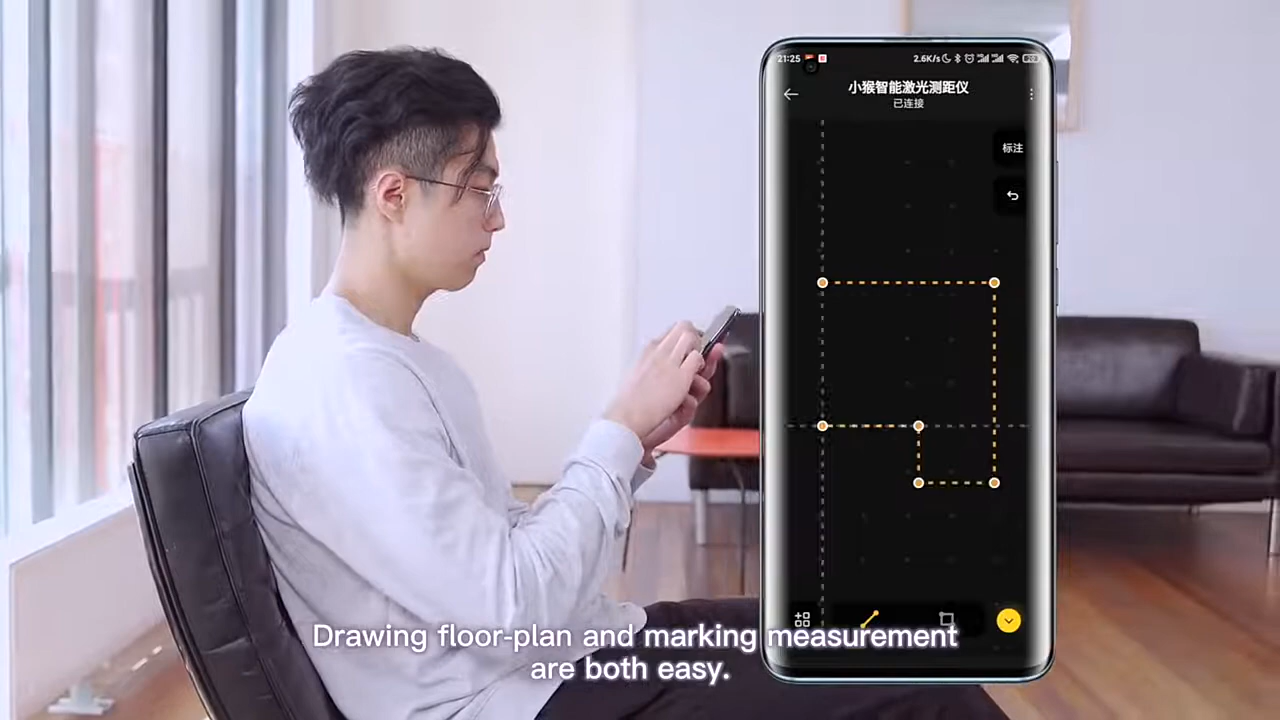 21:25
2.6K/s
小猴智能激光测距仪
已连接
标注
Drawing floor-plan and marking measurement
are both easy.